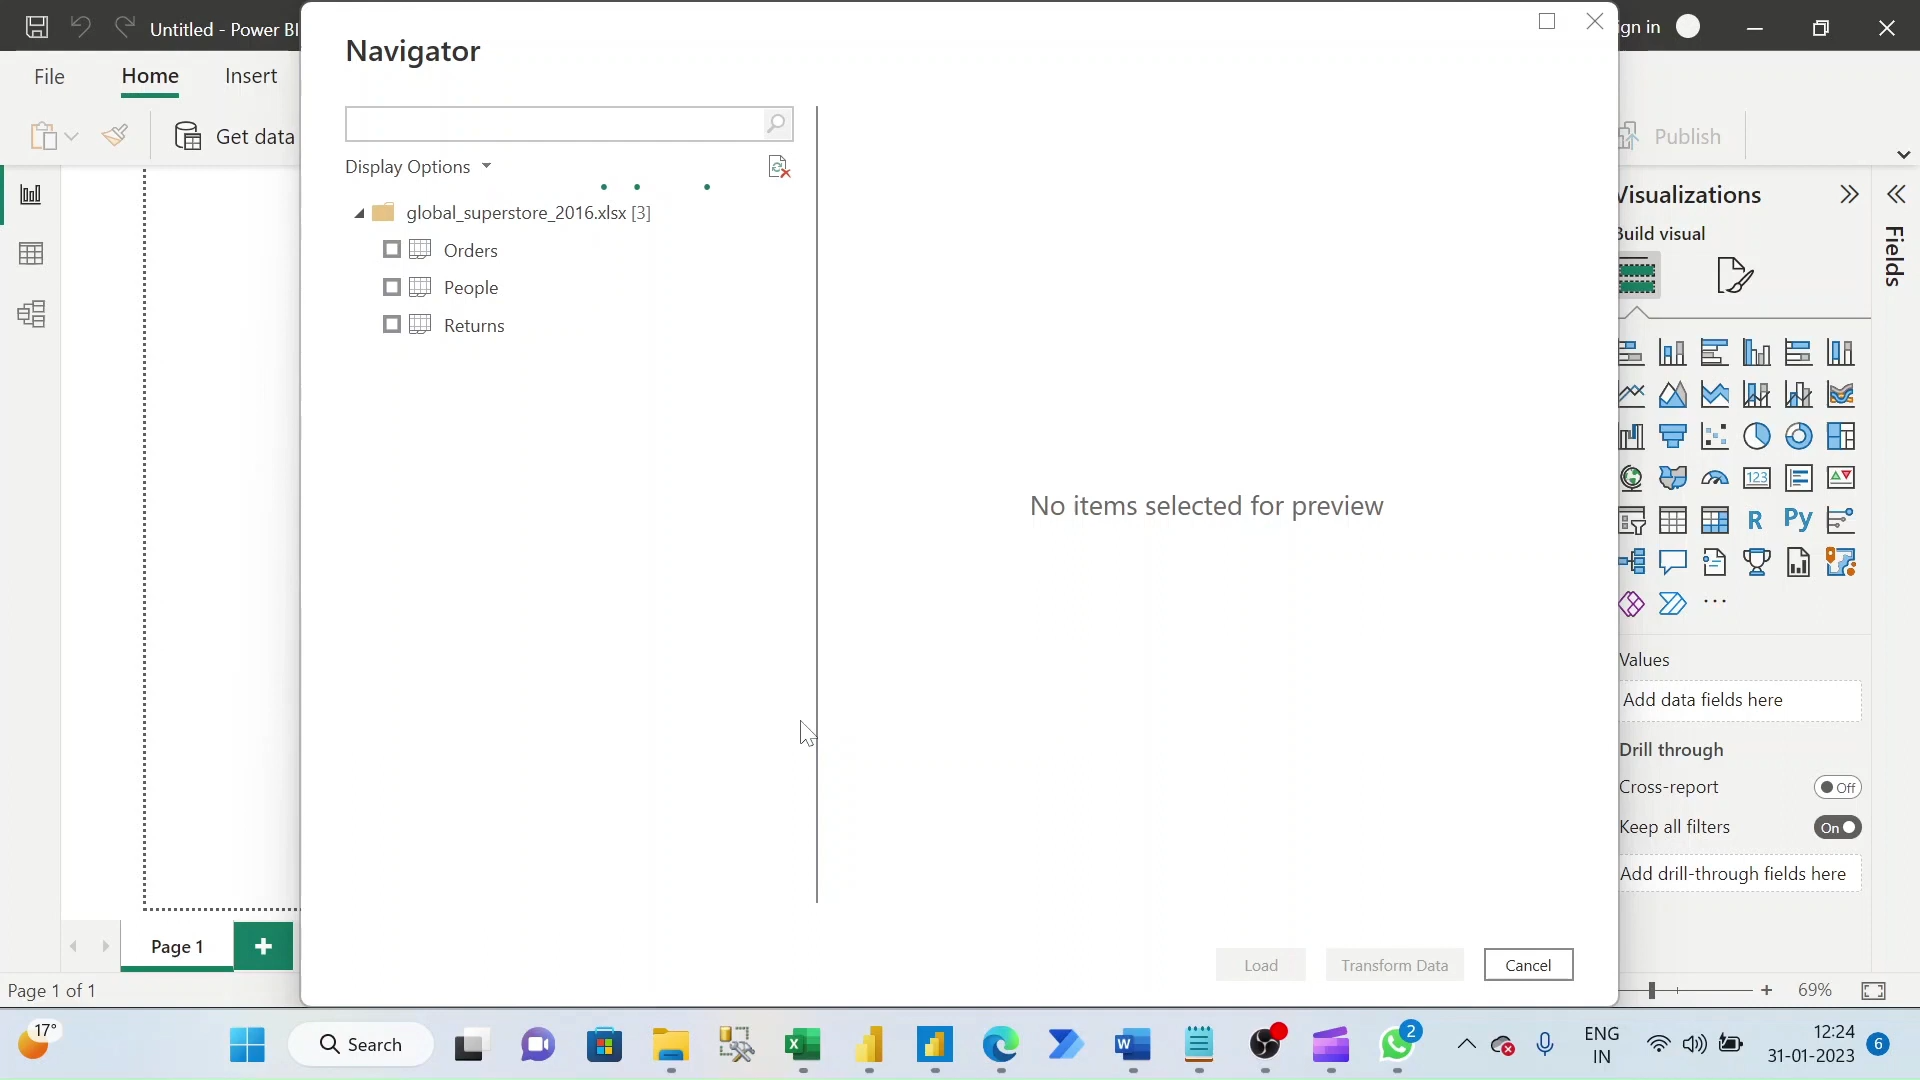 Untitled - Power BI
gn in
File
Home
Insert
Get data
Publish
Navigator
Display Options
global_superstore_2016.xlsx [3]
Orders
People
Returns
No items selected for preview
Load
Transform Data
Cancel
Visualizations
Build visual
Fields
123
R
Py
...
Values
Add data fields here
Drill through
Cross-report
Off
Keep all filters
On
Add drill-through fields here
Page 1
Page 1 of 1
69%
17°
Search
2
ENG
IN
12:24
31-01-2023
6